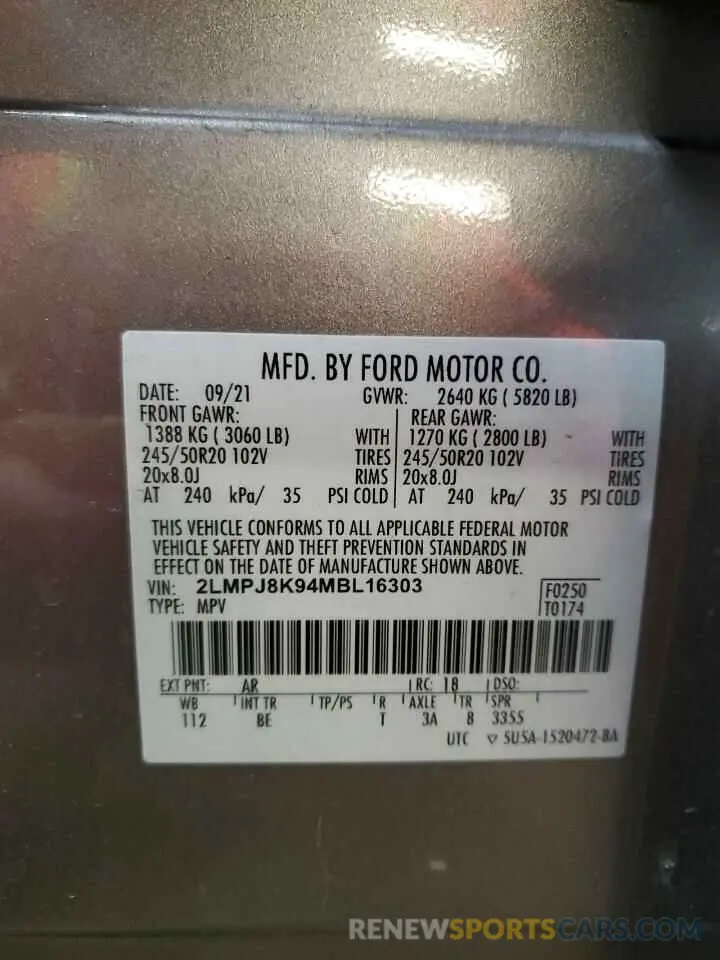 MFD. BY FORD MOTOR CO.
DATE: 09/21 GVWR: 2640 KG ( 5820 LB)
FRONT GAWR: REAR GAWR:
1388 KG ( 3060 LB) WITH 1270 KG ( 2800 LB) WITH
245/50R20 102V TIRES 245/50R20 102V TIRES
20x8.0J RIMS 20x8.0J RIMS
AT 240 kPa/ 35 PSI COLD AT 240 kPa/ 35 PSI COLD
THIS VEHICLE CONFORMS TO ALL APPLICABLE FEDERAL MOTOR
VEHICLE SAFETY AND THEFT PREVENTION STANDARDS IN
EFFECT ON THE DATE OF MANUFACTURE SHOWN ABOVE.
VIN: 2LMPJ8K94MBL16303 F0250
TYPE: MPV T0174
EXT PNT: AR RC: 18 DSO:
WB INT TR TP/PS R AXLE TR SPR
112 BE T 3A 8 3355
UTC ▽ 5U5A-1520472-BA
RENEWSPORTSCARS.COM